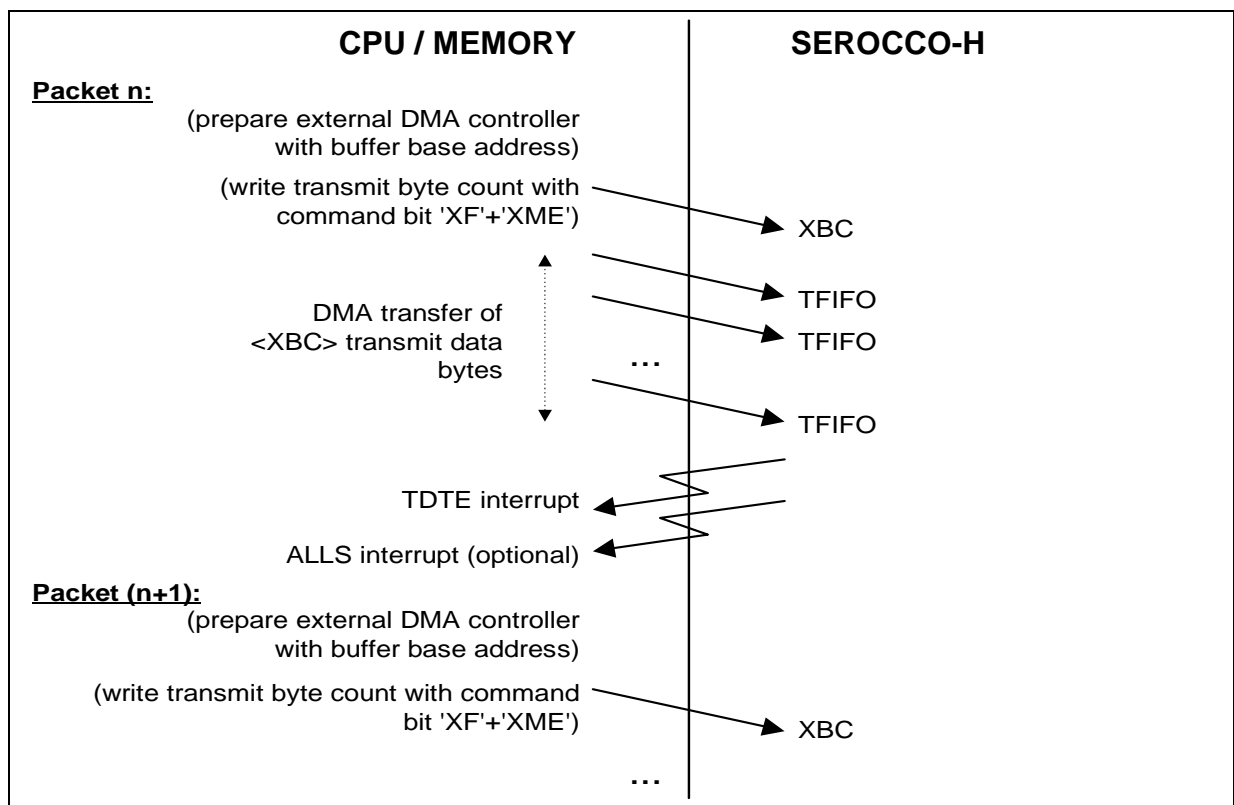 CPU / MEMORY
SEROCCO-H
Packet n:
(prepare external DMA controller
with buffer base address)
(write transmit byte count with
command bit 'XF'+'XME')
XBC
TFIFO
DMA transfer of
<XBC> transmit data
bytes
TFIFO
...
TFIFO
TDTE interrupt
ALLS interrupt (optional)
Packet (n+1):
(prepare external DMA controller
with buffer base address)
(write transmit byte count with command
bit 'XF'+'XME')
XBC
...